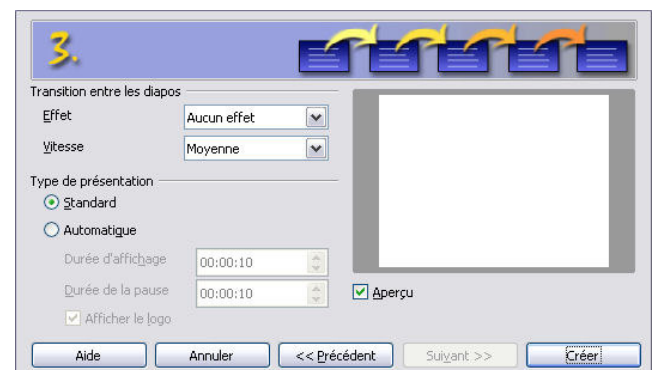 3.
Transition entre les diapos
Effet Aucun effet
Vitesse Moyenne
Type de présentation
Standard
Automatique
Durée d'affichage 00:00:10
Durée de la pause 00:00:10
Afficher le logo
Aperçu
Aide Annuler << Précédent Suivant >> Créer